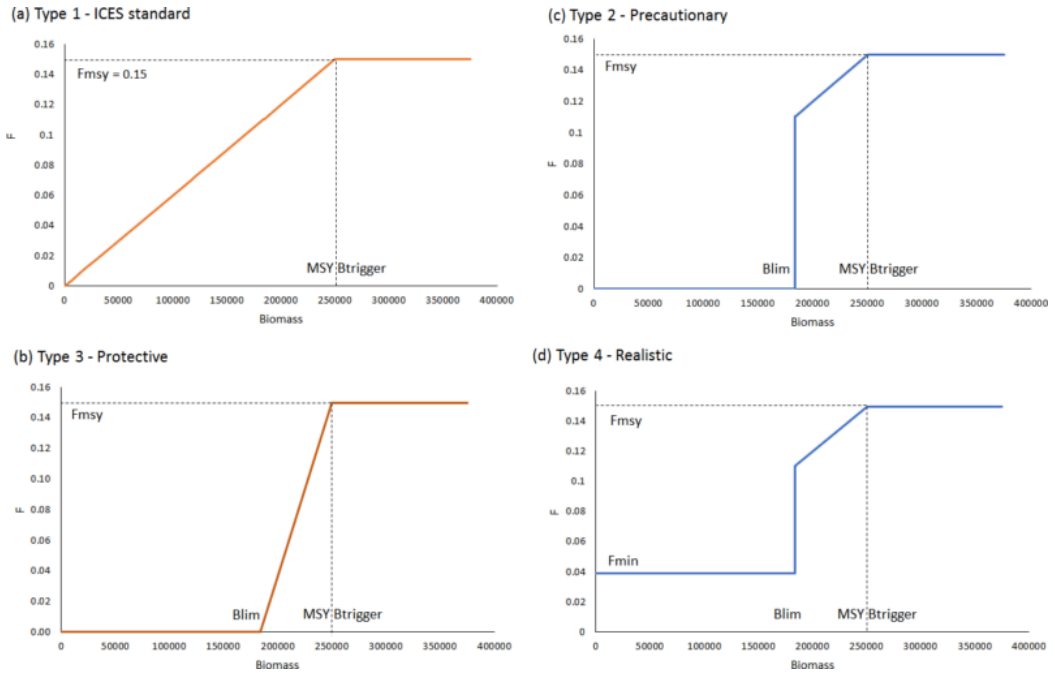 (a) Type 1 - ICES standard
0.16
0.14
0.12
0.1
0.08
0.06
0.04
0.02
0
F
Fmsy = 0.15
MSY Btrigger
0 50000 100000 150000 200000 250000 300000 350000 400000
Biomass
(c) Type 2 - Precautionary
0.16
0.14
0.12
0.1
0.08
0.06
0.04
0.02
0
F
Fmsy
Blim MSY Btrigger
0 50000 100000 150000 200000 250000 300000 350000 400000
Biomass
(b) Type 3 - Protective
0.16
0.14
0.12
0.10
0.08
0.06
0.04
0.02
0.00
F
Fmsy
Blim MSY Btrigger
0 50000 100000 150000 200000 250000 300000 350000 400000
Biomass
(d) Type 4 - Realistic
0.16
0.14
0.12
0.1
0.08
0.06
0.04
0.02
0
F
Fmsy
Fmin
Blim MSY Btrigger
0 50000 100000 150000 200000 250000 300000 350000 400000
Biomass